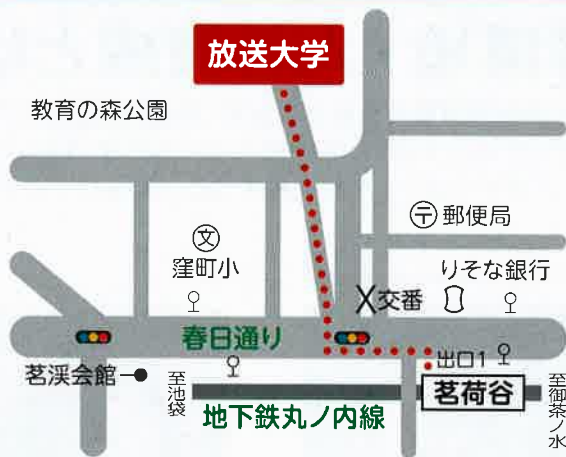 放送大学
教育の森公園
文
窪町小
〒郵便局
りそな銀行
交番
春日通り
出口1
茗渓会館
至池袋
茗荷谷
至御茶ノ水
地下鉄丸ノ内線